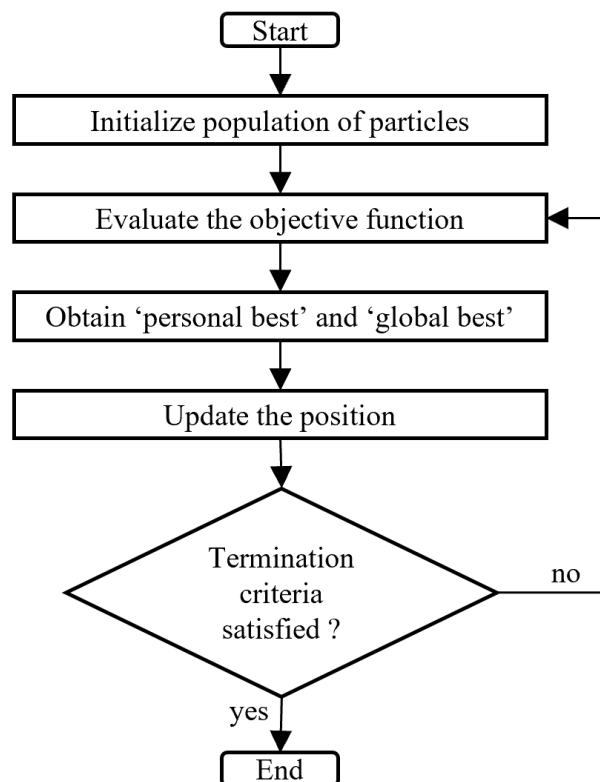 Start
Initialize population of particles
Evaluate the objective function
Obtain ‘personal best’ and ‘global best’
Update the position
Termination
criteria
satisfied ?
no
yes
End